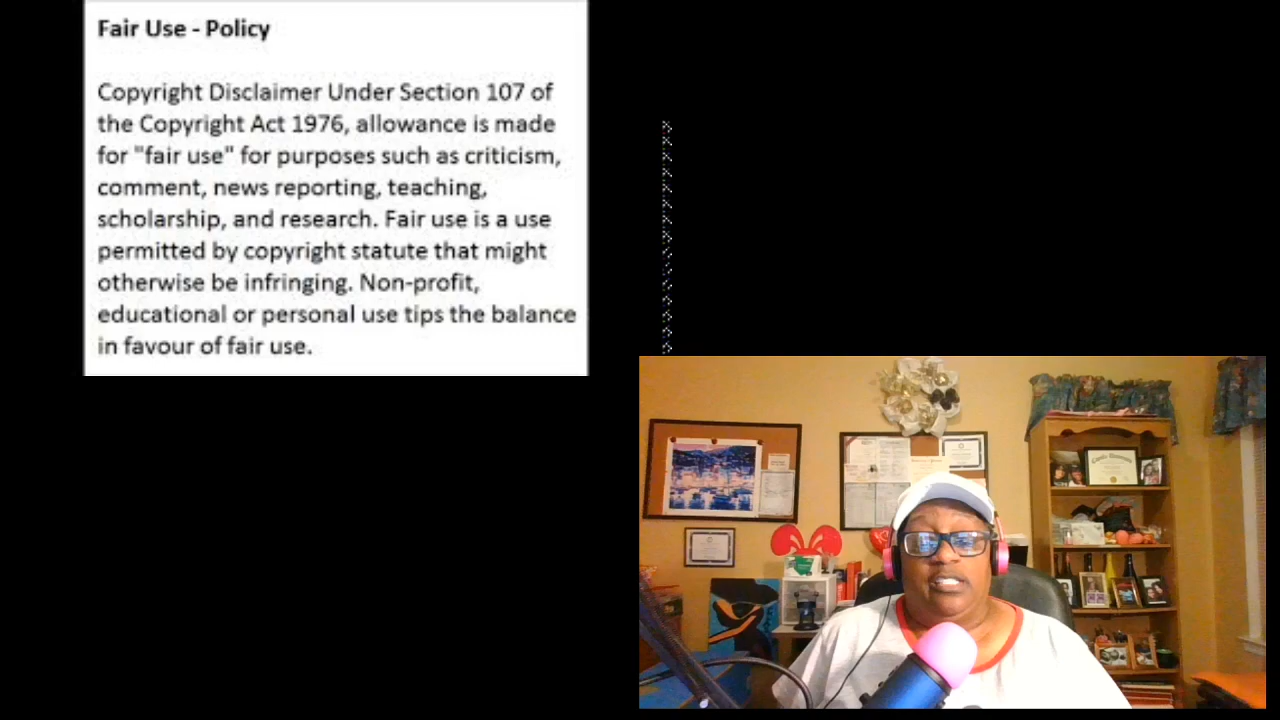 Fair Use - Policy
Copyright Disclaimer Under Section 107 of
the Copyright Act 1976, allowance is made
for "fair use" for purposes such as criticism,
comment, news reporting, teaching,
scholarship, and research. Fair use is a use
permitted by copyright statute that might
otherwise be infringing. Non-profit,
educational or personal use tips the balance
in favour of fair use.